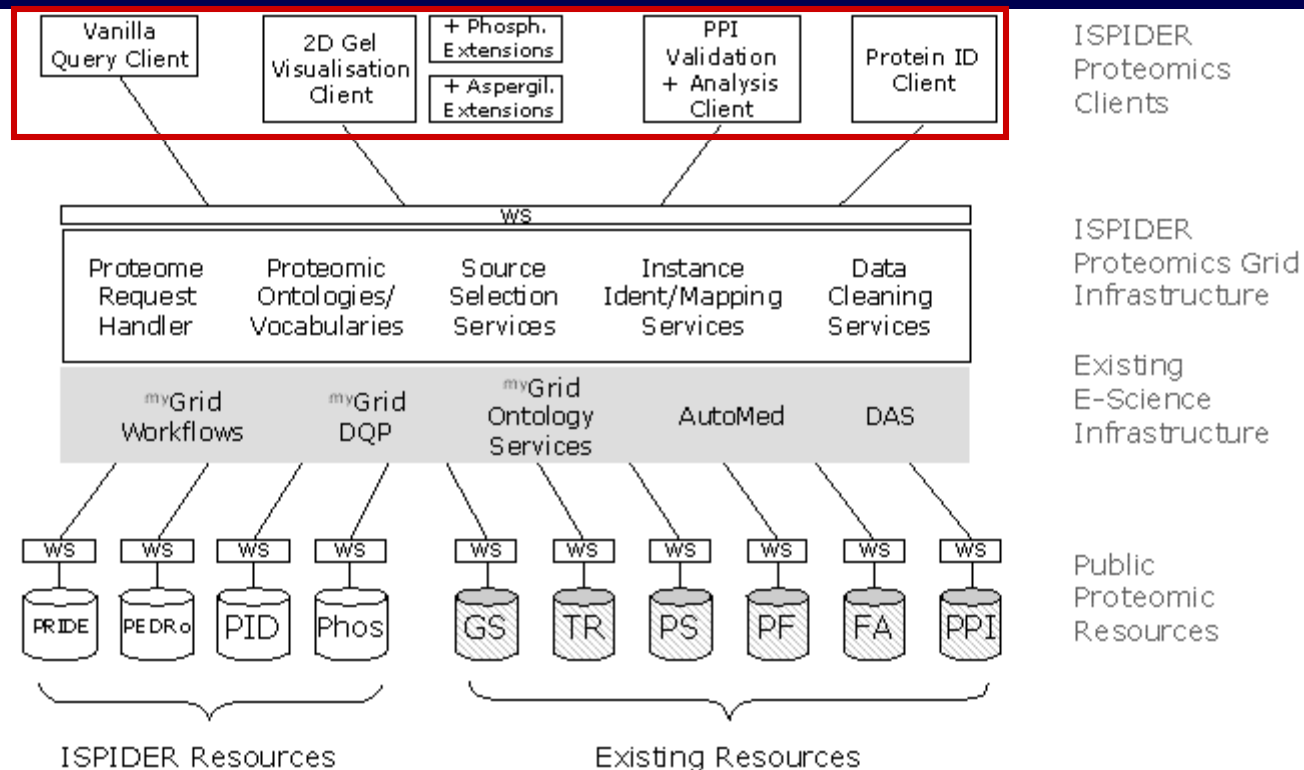 Vanilla
Query Client
2D Gel
Visualisation
Client
+ Phosph.
Extensions
+ Aspergil.
Extensions
PPI
Validation
+ Analysis
Client
Protein ID
Client
ISPIDER
Proteomics
Clients
WS
Proteome
Request
Handler
Proteomic
Ontologies/
Vocabularies
Source
Selection
Services
Instance
Ident/Mapping
Services
Data
Cleaning
Services
ISPIDER
Proteomics Grid
Infrastructure
myGrid
Workflows
myGrid
DQP
myGrid
Ontology
Services
AutoMed
DAS
Existing
E-Science
Infrastructure
WS
WS
WS
WS
WS
WS
WS
WS
WS
WS
PRIDE
PEDRo
PID
Phos
GS
TR
PS
PF
FA
PPI
Public
Proteomic
Resources
ISPIDER Resources
Existing Resources